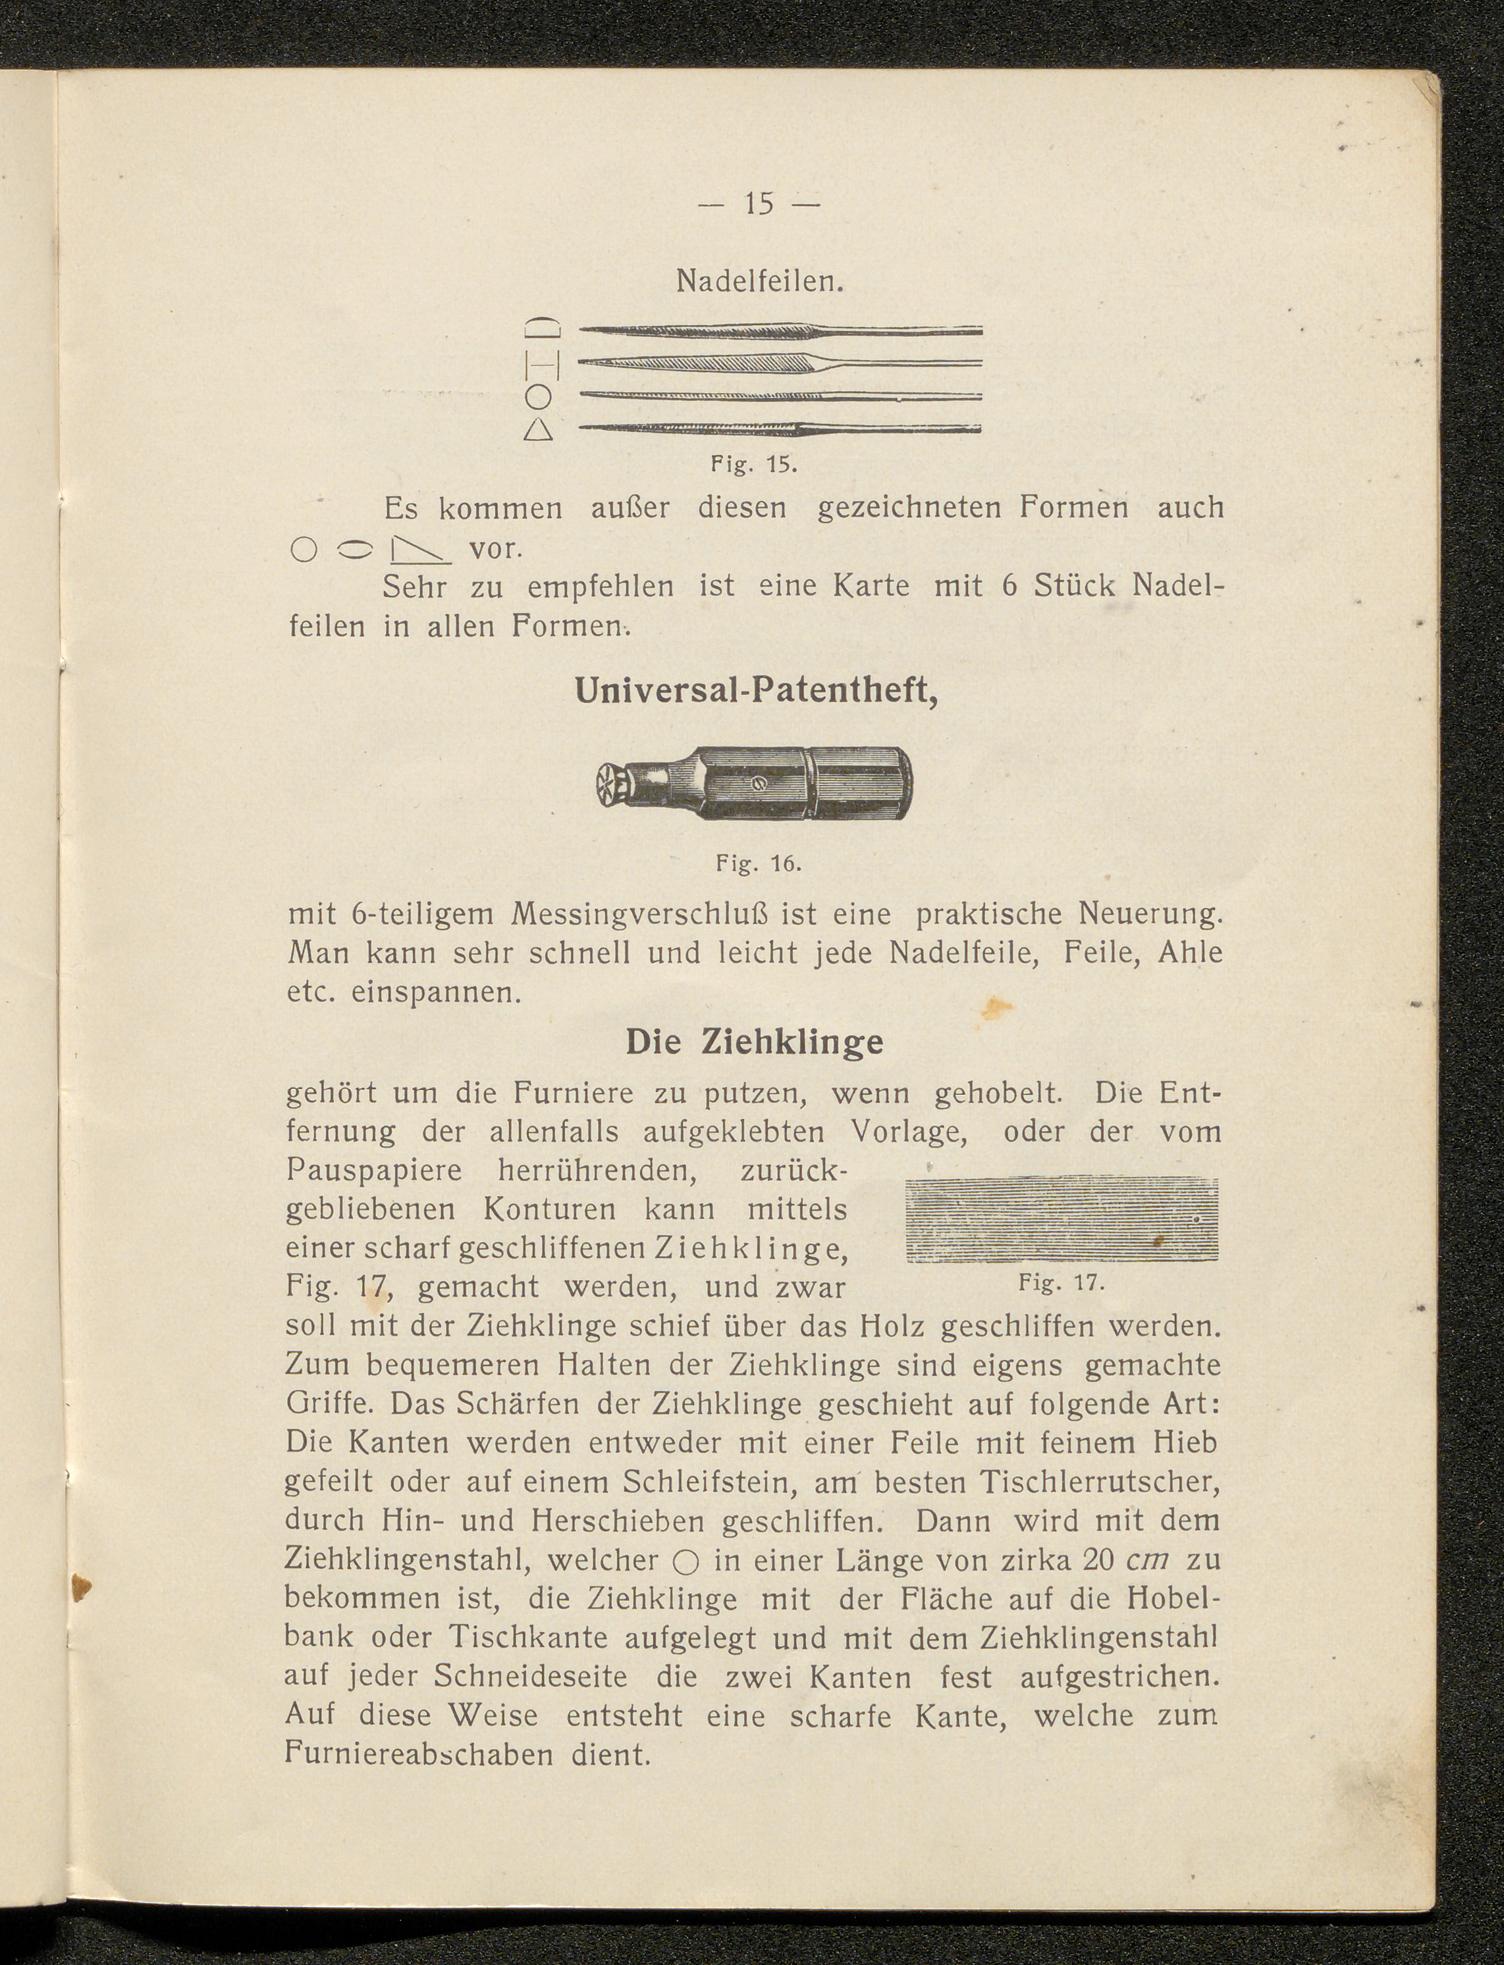 — 15 —
Nadelfeilen.
Fig. 15.
Es kommen außer diesen gezeichneten Formen auch
vor.
Sehr zu empfehlen ist eine Karte mit 6 Stück Nadel-
feilen in allen Formen.
Universal-Patentheft,
Fig. 16.
mit 6-teiligem Messingverschluß ist eine praktische Neuerung.
Man kann sehr schnell und leicht jede Nadelfeile, Feile, Ahle
etc. einspannen.
Die Ziehklinge
gehört um die Furniere zu putzen, wenn gehobelt. Die Ent-
fernung der allenfalls aufgeklebten Vorlage, oder der vom
Pauspapiere herrührenden, zurück-
gebliebenen Konturen kann mittels
einer scharf geschliffenen Ziehklinge,
Fig. 17, gemacht werden, und zwar
Fig. 17.
soll mit der Ziehklinge schief über das Holz geschliffen werden.
Zum bequemeren Halten der Ziehklinge sind eigens gemachte
Griffe. Das Schärfen der Ziehklinge geschieht auf folgende Art:
Die Kanten werden entweder mit einer Feile mit feinem Hieb
gefeilt oder auf einem Schleifstein, am besten Tischlerrutscher,
durch Hin- und Herschieben geschliffen. Dann wird mit dem
Ziehklingenstahl, welcher ○ in einer Länge von zirka 20 cm zu
bekommen ist, die Ziehklinge mit der Fläche auf die Hobel-
bank oder Tischkante aufgelegt und mit dem Ziehklingenstahl
auf jeder Schneideseite die zwei Kanten fest aufgestrichen.
Auf diese Weise entsteht eine scharfe Kante, welche zum
Furniereabschaben dient.